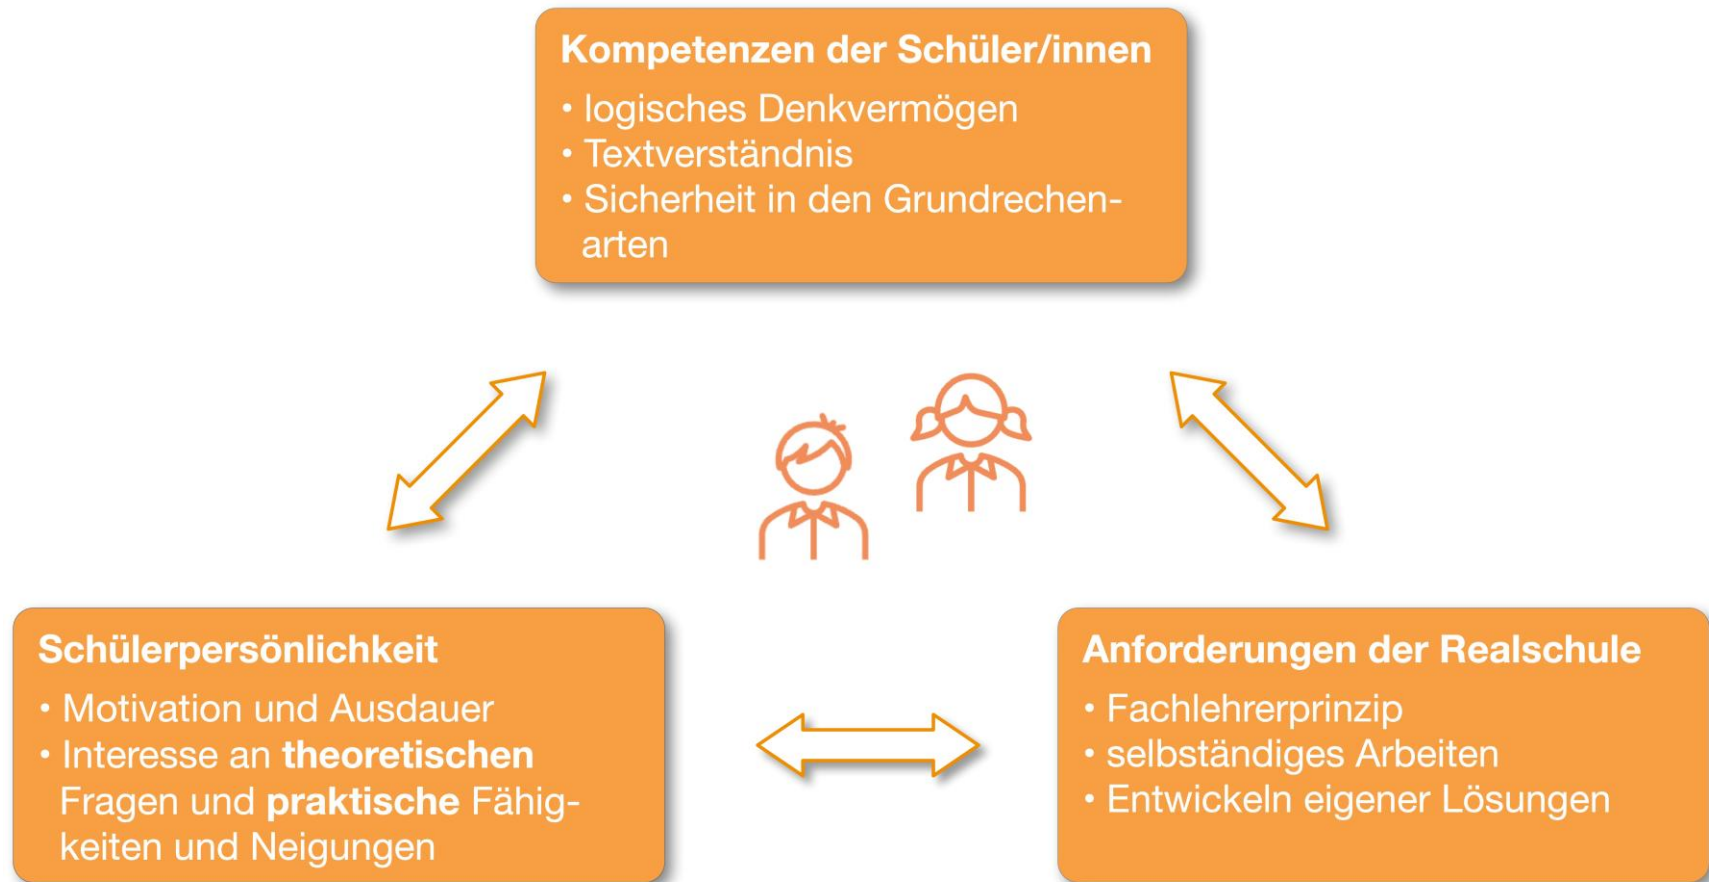 Kompetenzen der Schüler/innen
• logisches Denkvermögen
• Textverständnis
• Sicherheit in den Grundrechen-
arten
Schülerpersönlichkeit
• Motivation und Ausdauer
• Interesse an theoretischen
Fragen und praktische Fähig-
keiten und Neigungen
Anforderungen der Realschule
• Fachlehrerprinzip
• selbständiges Arbeiten
• Entwickeln eigener Lösungen